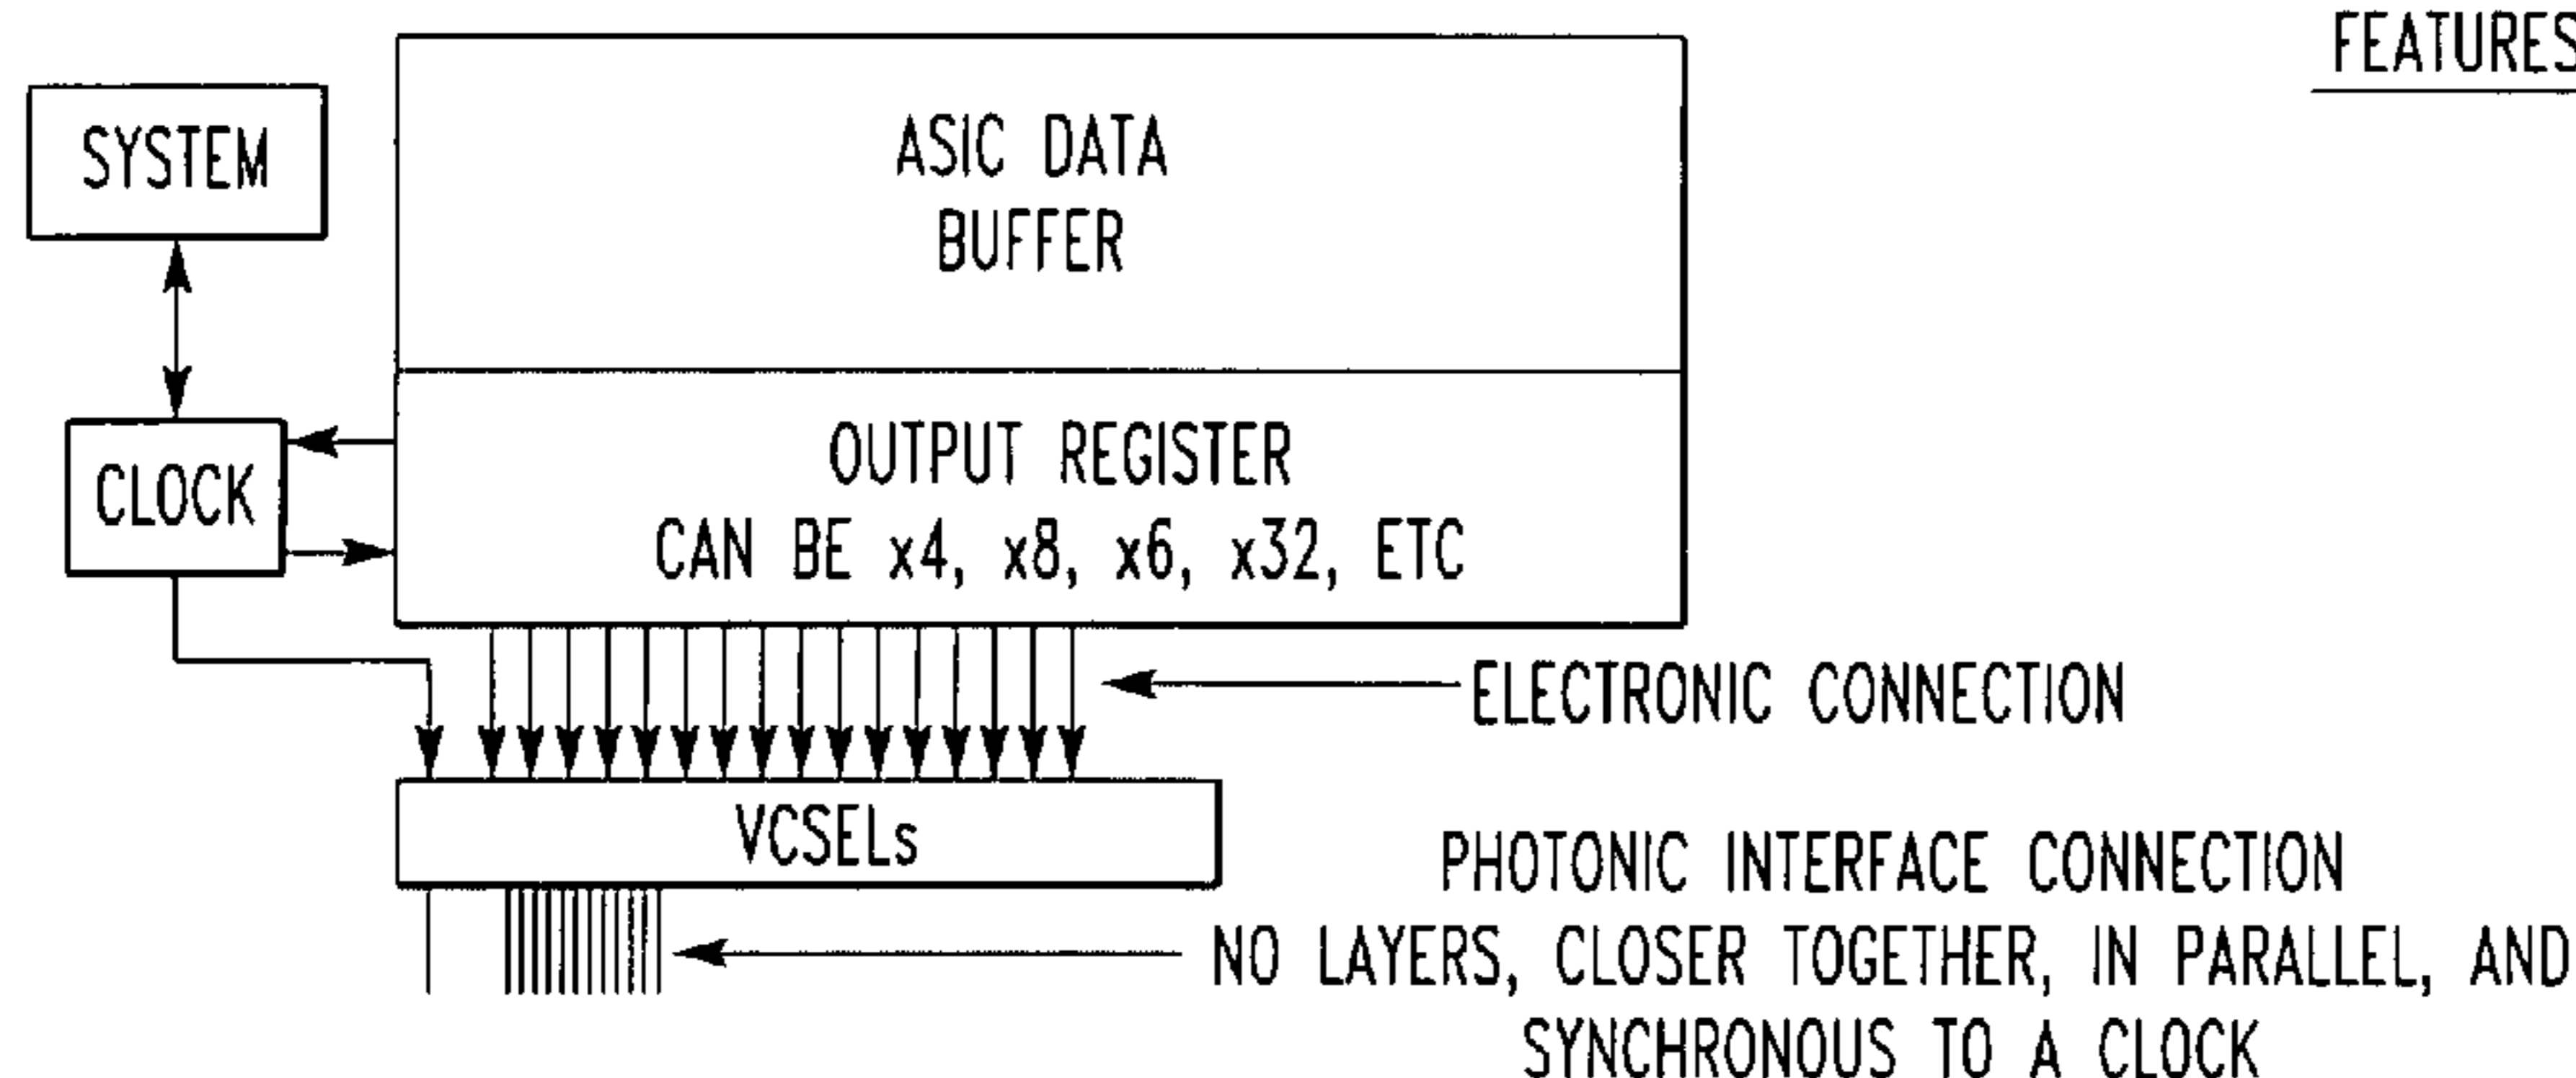 FEATURES
SYSTEM
ASIC DATA
BUFFER
CLOCK
OUTPUT REGISTER
CAN BE x4, x8, x6, x32, ETC
ELECTRONIC CONNECTION
VCSELs
PHOTONIC INTERFACE CONNECTION
NO LAYERS, CLOSER TOGETHER, IN PARALLEL, AND
SYNCHRONOUS TO A CLOCK